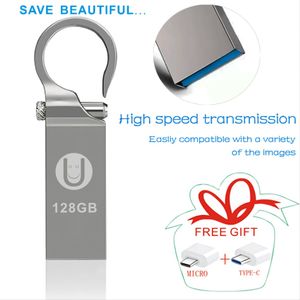 SAVE BEAUTIFUL...
High speed transmission
Easily compatible with a variety
of the images
U
128GB
FREE GIFT
MICRO + TYPE-C